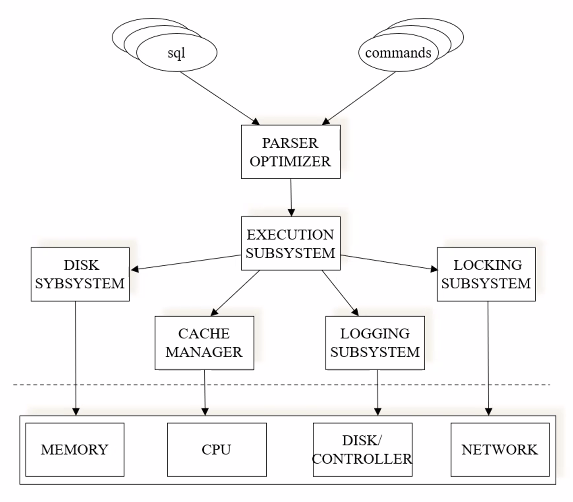 sql
commands
PARSER
OPTIMIZER
EXECUTION
SUBSYSTEM
DISK
SYBSYSTEM
LOCKING
SUBSYSTEM
CACHE
MANAGER
LOGGING
SUBSYSTEM
MEMORY
CPU
DISK/
CONTROLLER
NETWORK